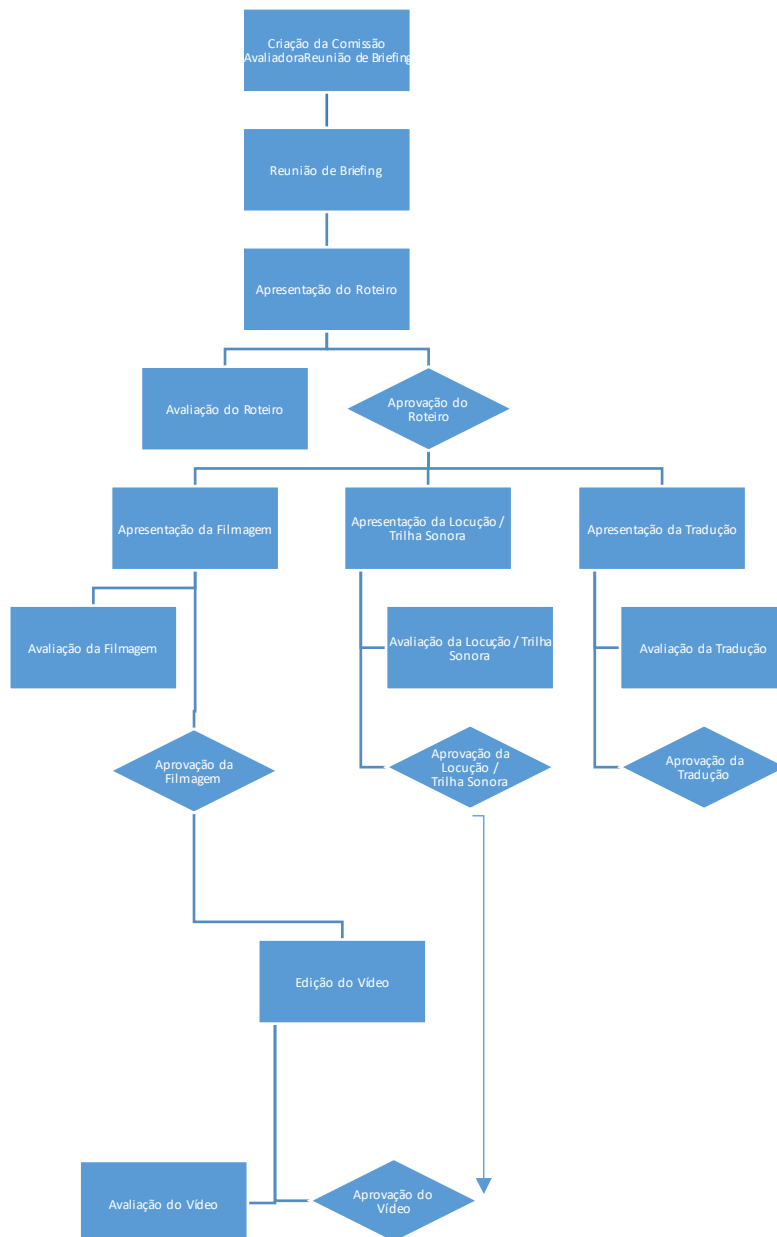 Criação da Comissão
AvaliadoraReunião de Briefing
Reunião de Briefing
Apresentação do Roteiro
Avaliação do Roteiro
Aprovação do
Roteiro
Apresentação da Filmagem
Apresentação da Locução /
Trilha Sonora
Apresentação da Tradução
Avaliação da Filmagem
Avaliação da Locução / Trilha
Sonora
Avaliação da Tradução
Aprovação da
Filmagem
Aprovação da
Locução /
Trilha Sonora
Aprovação da
Tradução
Edição do Vídeo
Avaliação do Vídeo
Aprovação do
Vídeo